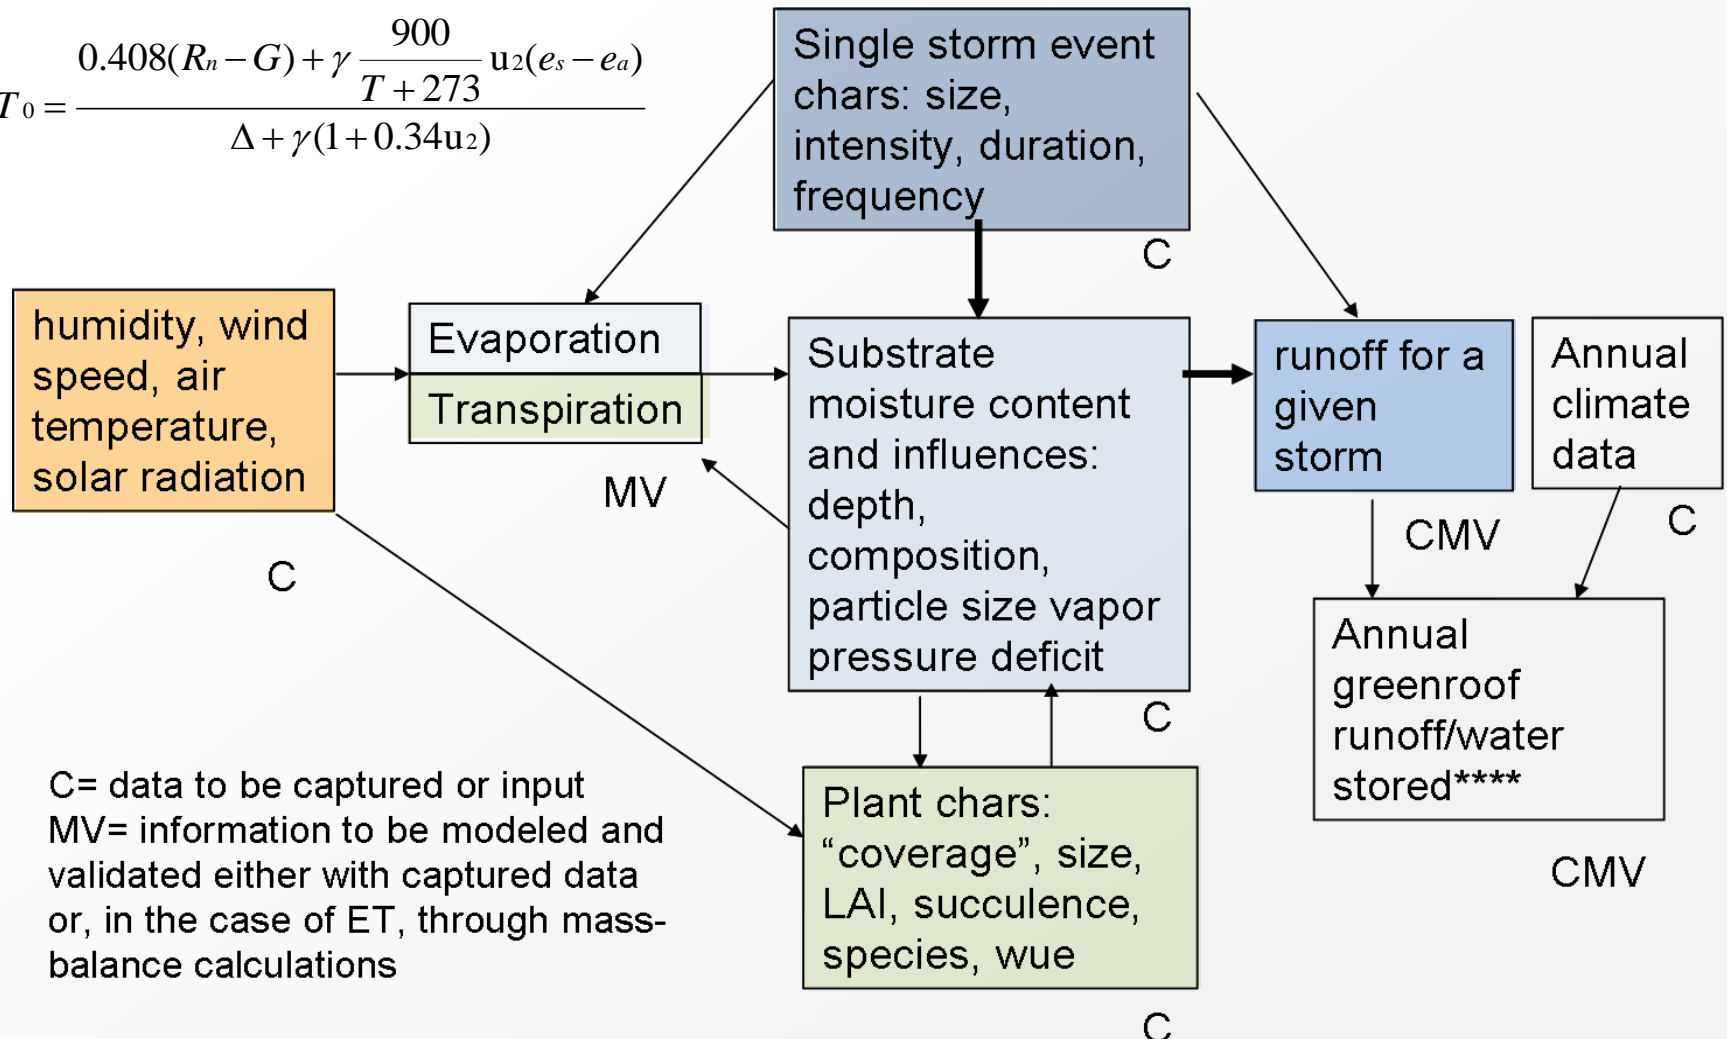 T0 = 0.408(Rn − G) + γ 900/(T + 273) u2(es − ea) / Δ + γ(1 + 0.34u2)
Single storm event
chars: size,
intensity, duration,
frequency
C
humidity, wind
speed, air
temperature,
solar radiation
C
Evaporation
Transpiration
MV
Substrate
moisture content
and influences:
depth,
composition,
particle size vapor
pressure deficit
C
runoff for a
given
storm
CMV
Annual
climate
data
C
Annual
greenroof
runoff/water
stored****
CMV
Plant chars:
“coverage”, size,
LAI, succulence,
species, wue
C
C= data to be captured or input
MV= information to be modeled and
validated either with captured data
or, in the case of ET, through mass-
balance calculations